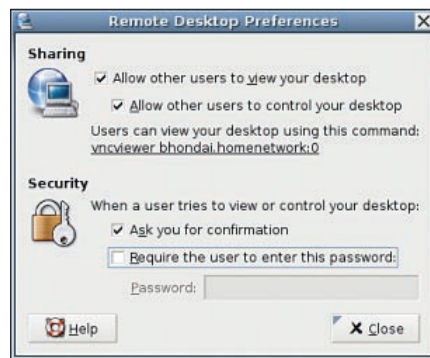 Remote Desktop Preferences
Sharing
Allow other users to view your desktop
Allow other users to control your desktop
Users can view your desktop using this command:
vncviewer bhondai.homenetwork:0
Security
When a user tries to view or control your desktop:
Ask you for confirmation
Require the user to enter this password:
Password:
Help
Close